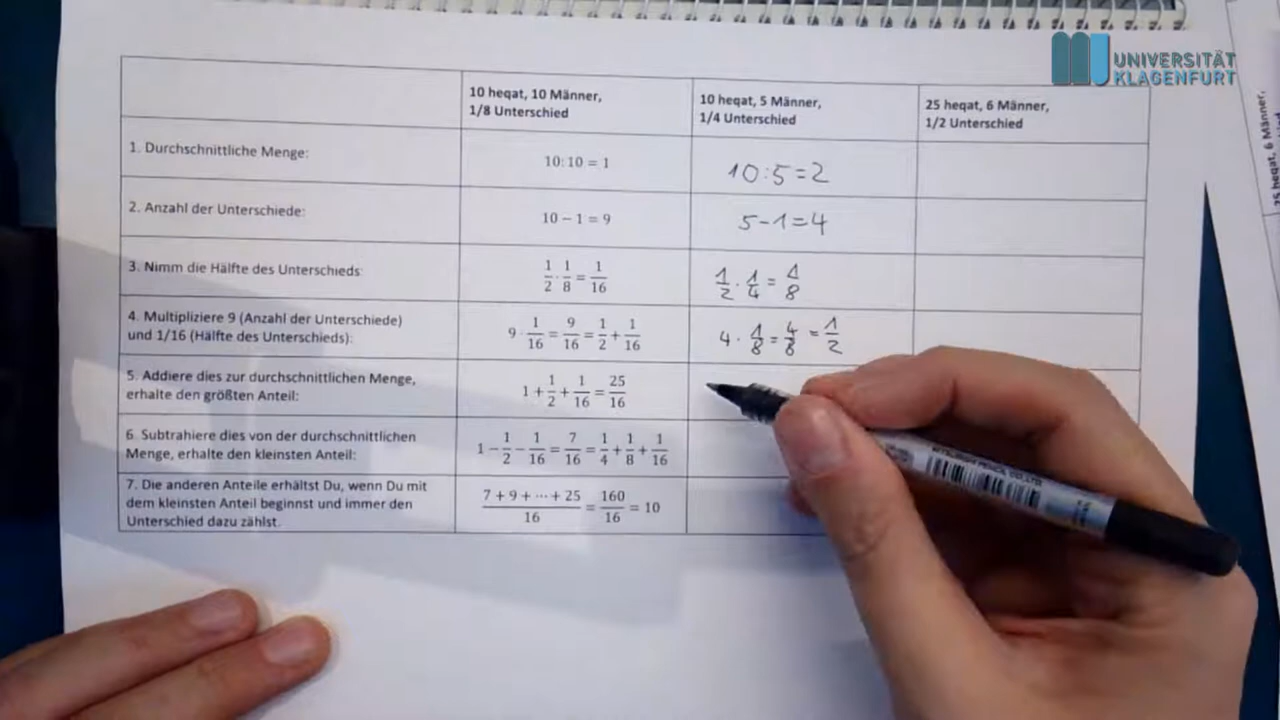 UNIVERSITÄT
KLAGENFURT
10 heqat, 10 Männer,
1/8 Unterschied
10 heqat, 5 Männer,
1/4 Unterschied
25 heqat, 6 Männer,
1/2 Unterschied
1. Durchschnittliche Menge:
10:10 = 1
10:5=2
2. Anzahl der Unterschiede:
10 − 1 = 9
5-1=4
3. Nimm die Hälfte des Unterschieds:
1/2 · 1/8 = 1/16
1/2 · 1/4 = 1/8
4. Multipliziere 9 (Anzahl der Unterschiede)
und 1/16 (Hälfte des Unterschieds):
9 · 1/16 = 9/16 = 1/2 + 1/16
4 · 1/8 = 4/8 = 1/2
5. Addiere dies zur durchschnittlichen Menge,
erhalte den größten Anteil:
1 + 1/2 + 1/16 = 25/16
6. Subtrahiere dies von der durchschnittlichen
Menge, erhalte den kleinsten Anteil:
1 − 1/2 − 1/16 = 7/16 = 1/4 + 1/8 + 1/16
7. Die anderen Anteile erhältst Du, wenn Du mit
dem kleinsten Anteil beginnst und immer den
Unterschied dazu zählst.
(7 + 9 + ⋯ + 25)/16 = 160/16 = 10
25 heqat, 6 Männer,